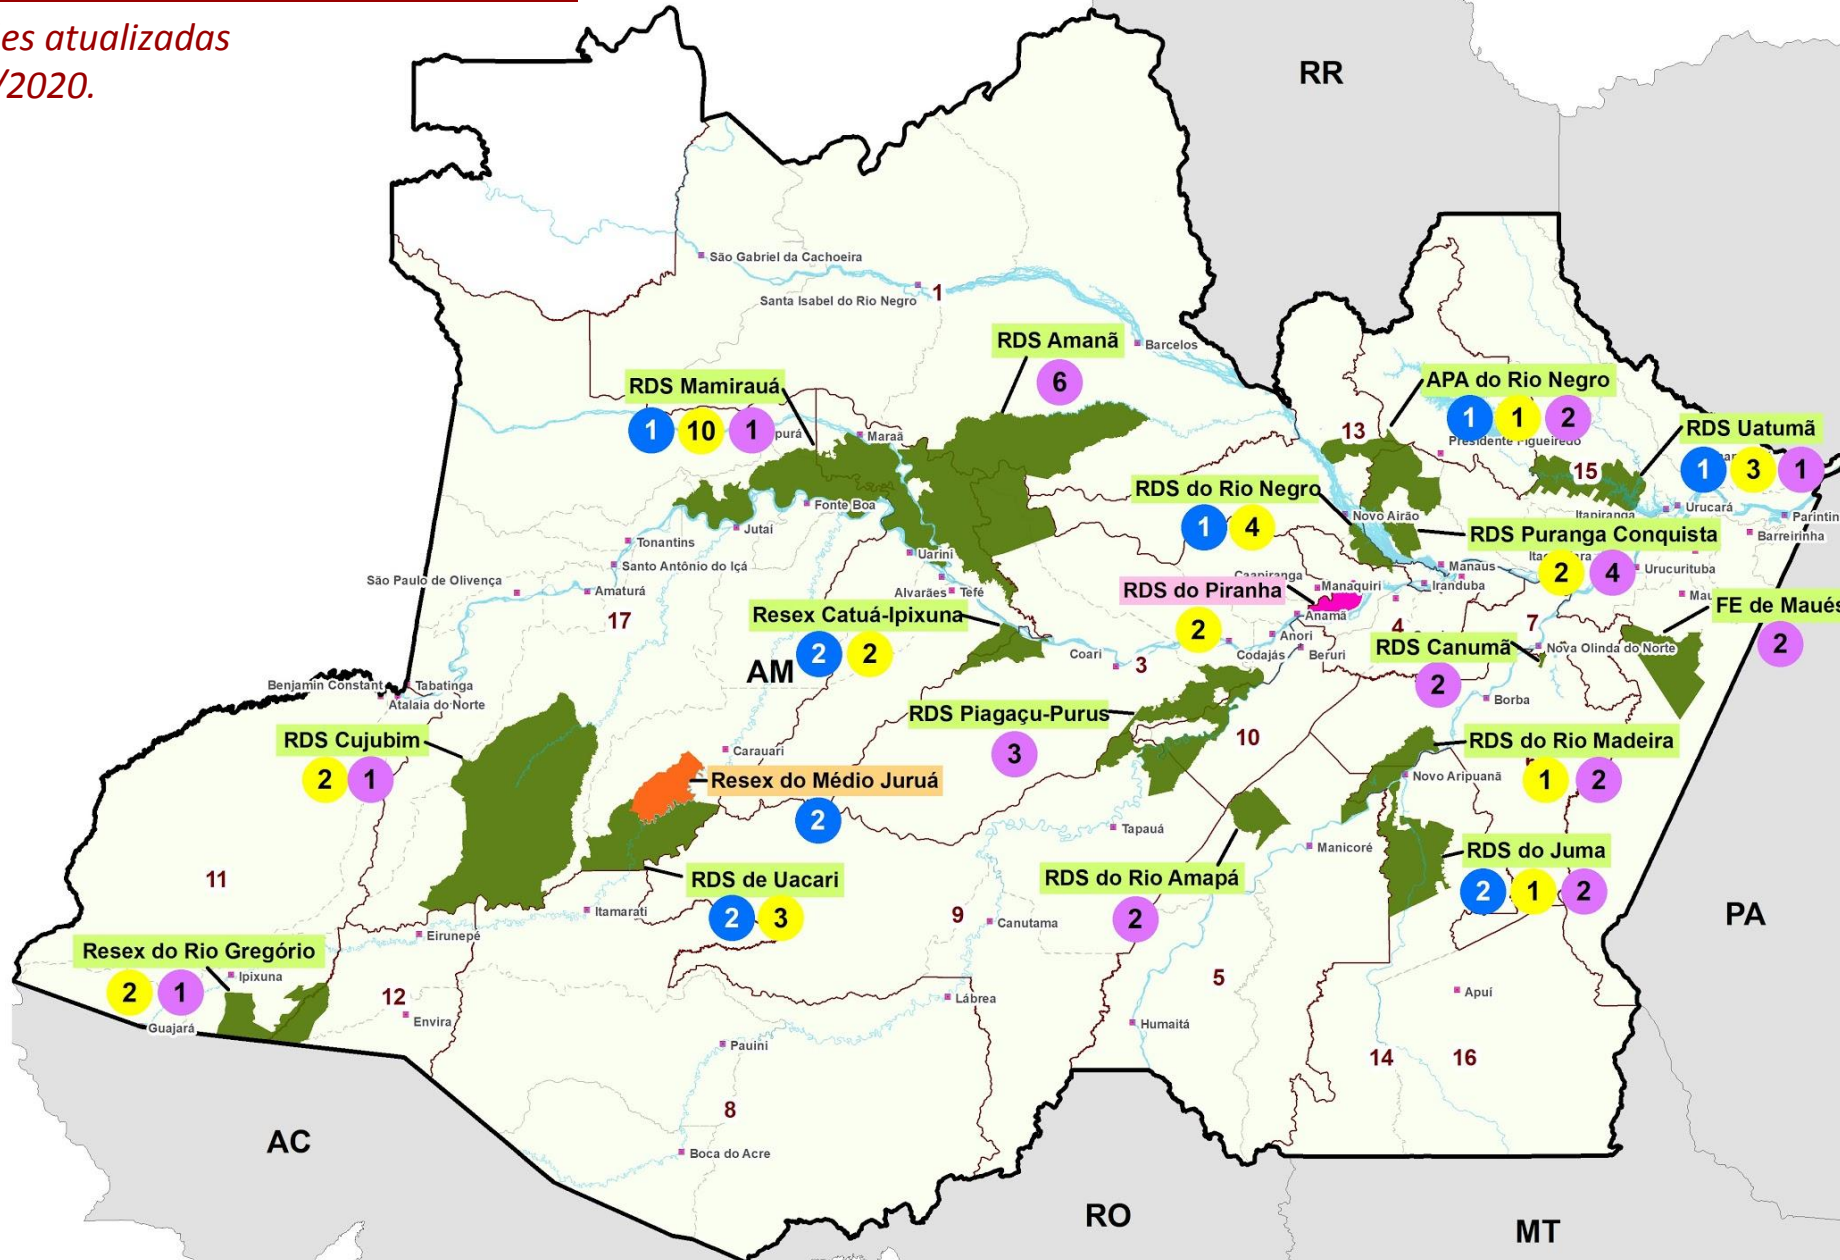 es atualizadas
/2020.
RR
São Gabriel da Cachoeira
Santa Isabel do Rio Negro
1
RDS Amanã
6
Barcelos
RDS Mamirauá
1 10 1
purá
Maraã
APA do Rio Negro
1 1 2
Presidente Figueiredo
13
RDS Uatumã
1 3 1
15
RDS do Rio Negro
1 4
Fonte Boa
Jutaí
Novo Airão
Itapiranga
Urucará
Parintin
RDS Puranga Conquista
2 4
Barreirinha
Tonantins
Uarini
Santo Antônio do Içá
Manaus
Urucurituba
São Paulo de Olivença
Amaturá
Alvarães
Tefé
Caapiranga
Manaquiri
Iranduba
RDS do Piranha
2
Mau
FE de Maués
2
17
Resex Catuá-Ipixuna
2 2
Anamã
4
7
Anori
Codajás
Beruri
RDS Canumã
2
Nova Olinda do Norte
Coari
3
AM
Benjamin Constant
Tabatinga
Atalaia do Norte
Borba
RDS Piagaçu-Purus
3
10
RDS Cujubim
2 1
Carauari
RDS do Rio Madeira
1 2
Resex do Médio Juruá
2
Novo Aripuanã
Tapauá
Manicoré
RDS do Juma
2 1 2
11
RDS de Uacari
2 3
RDS do Rio Amapá
2
Itamarati
9
Canutama
PA
Eirunepé
Resex do Rio Gregório
2 1
Ipixuna
5
Apuí
12
Lábrea
Envira
Guajará
Humaitá
Pauini
14
16
8
AC
Boca do Acre
RO
MT